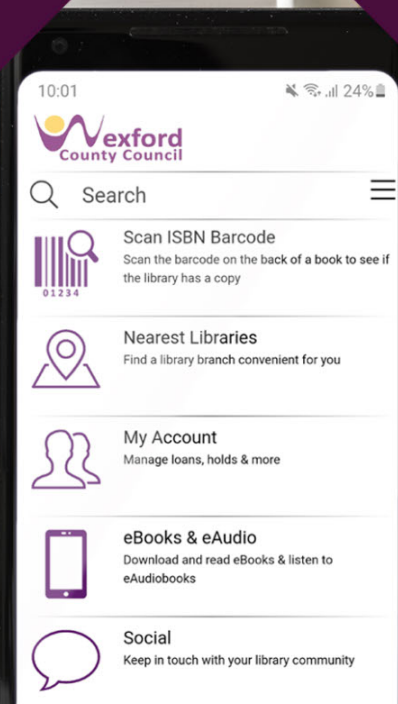 10:01 24%
Wexford
County Council
Search
Scan ISBN Barcode
Scan the barcode on the back of a book to see if
the library has a copy
01234
Nearest Libraries
Find a library branch convenient for you
My Account
Manage loans, holds & more
eBooks & eAudio
Download and read eBooks & listen to
eAudiobooks
Social
Keep in touch with your library community